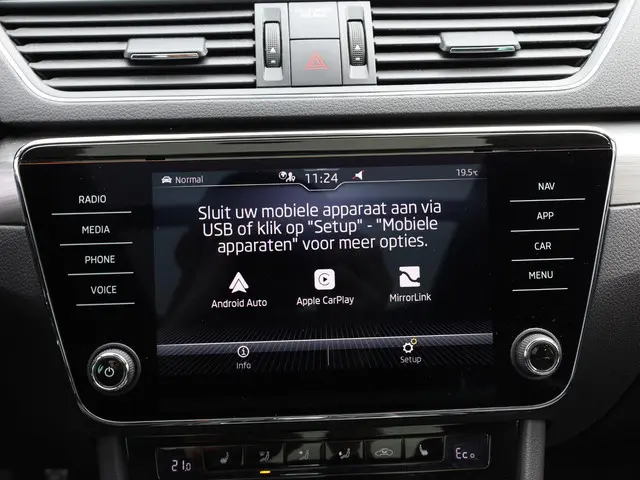 Normal
11:24
19.5°C
RADIO
MEDIA
PHONE
VOICE
Sluit uw mobiele apparaat aan via
USB of klik op "Setup" - "Mobiele
apparaten" voor meer opties.
Android Auto
Apple CarPlay
MirrorLink
Info
Setup
NAV
APP
CAR
MENU
21.0
Eco